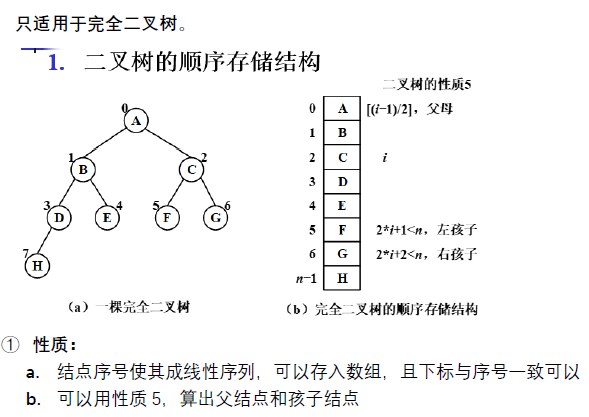 只适用于完全二叉树。
1. 二叉树的顺序存储结构
二叉树的性质5
0
A
1
B
2
C
3
D
4
E
5
F
6
G
7
H
(a)一棵完全二叉树
0 A [(i−1)/2]，父母
1 B
2 C i
3 D
4 E
5 F 2*i+1<n，左孩子
6 G 2*i+2<n，右孩子
n−1 H
(b)完全二叉树的顺序存储结构
① 性质：
a. 结点序号使其成线性序列，可以存入数组，且下标与序号一致可以
b. 可以用性质 5，算出父结点和孩子结点